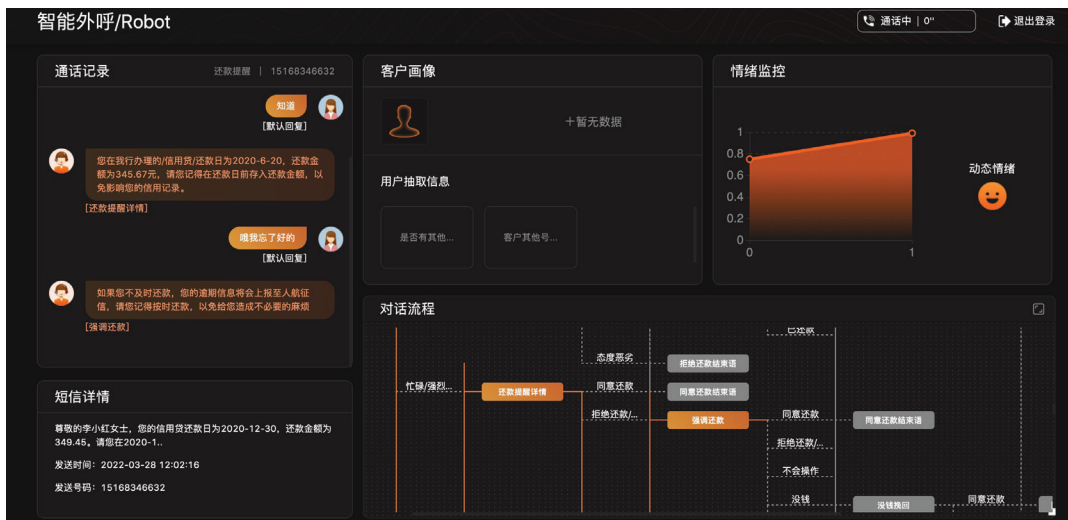 智能外呼/Robot
通话中 | 0''
退出登录
通话记录
还款提醒 | 15168346632
知道
[默认回复]
您在我行办理的/信用贷/还款日为2020-6-20，还款金
额为345.67元，请您记得在还款日前存入还款金额，以
免影响您的信用记录。
[还款提醒详情]
哦我忘了好的
[默认回复]
如果您不及时还款，您的逾期信息将会上报至人航征
信，请您记得按时还款，以免给您造成不必要的麻烦
[强调还款]
短信详情
尊敬的李小红女士，您的信用贷还款日为2020-12-30，还款金额为
349.45。请您在2020-1..
发送时间：2022-03-28 12:02:16
发送号码：15168346632
客户画像
+暂无数据
用户抽取信息
是否有其他...
客户其他号...
情绪监控
1
0.8
0.6
0.4
0.2
0
0
1
动态情绪
对话流程
已还款
态度恶劣
拒绝还款结束语
忙碌/强烈...
还款提醒详情
同意还款
同意还款结束语
拒绝还款/...
强调还款
同意还款
同意还款结束语
拒绝还款/...
不会操作
没钱
没钱挽回
同意还款